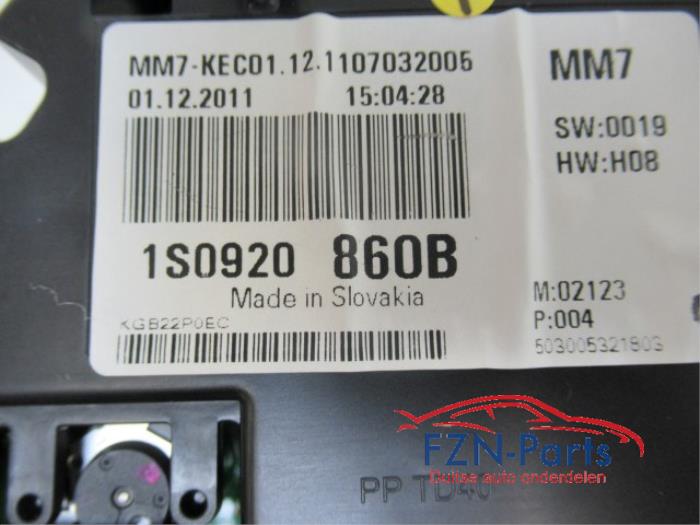 MM7-KEC01.12.1107032005
MM7
01.12.2011 15:04:28
SW:0019
HW:H08
1S0920 860B
Made in Slovakia
KGB22P0EC
M:02123
P:004
503005321803
FZN-Parts
Duitse auto onderdelen
PP TD40